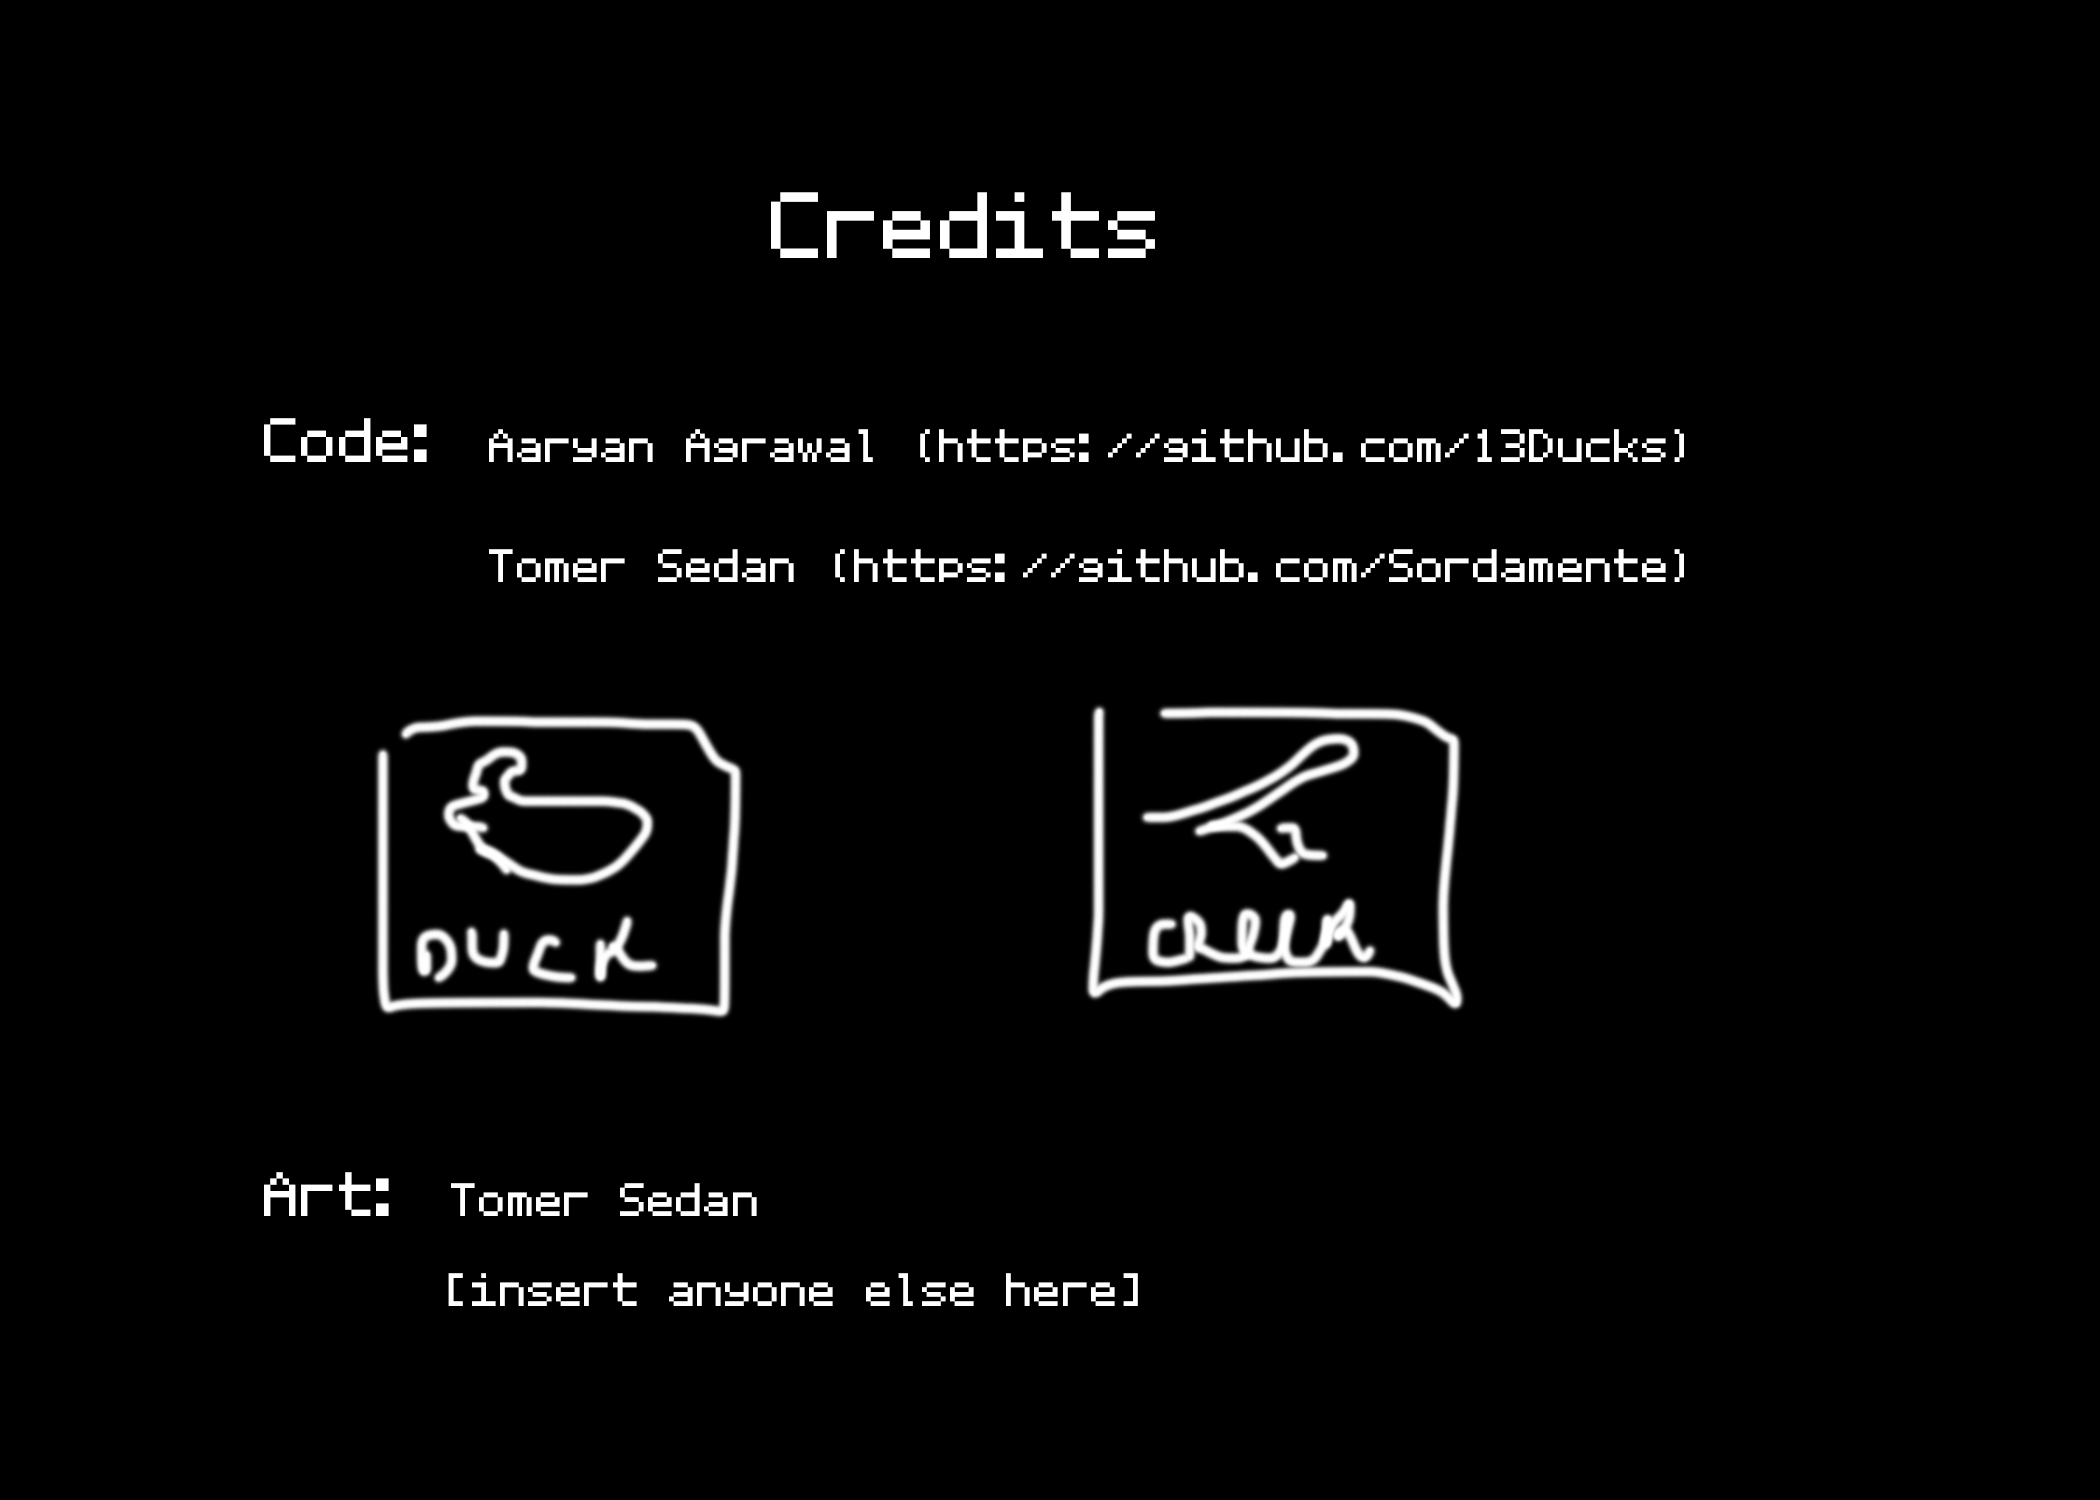 Credits
Code: Aaryan Agrawal (https://github.com/13Ducks)
Tomer Sedan (https://github.com/Sordamente)
DUCK
CREEK
Art: Tomer Sedan
[insert anyone else here]